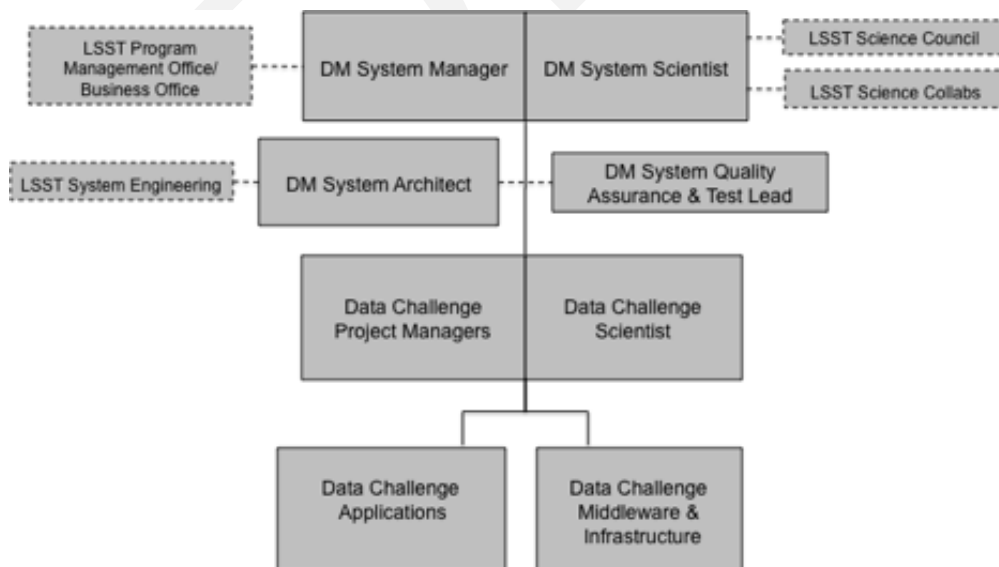 LSST Program
Management Office/
Business Office
DM System Manager
DM System Scientist
LSST Science Council
LSST Science Collabs
LSST System Engineering
DM System Architect
DM System Quality
Assurance & Test Lead
Data Challenge
Project Managers
Data Challenge
Scientist
Data Challenge
Applications
Data Challenge
Middleware &
Infrastructure